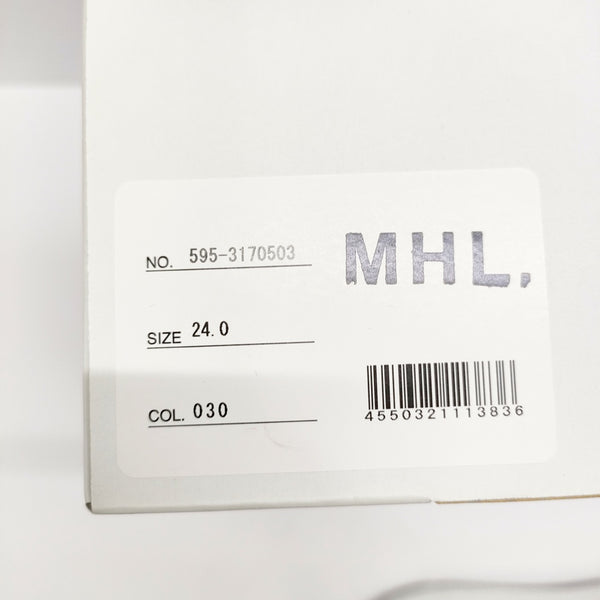 NO. 595-3170503
MHL.
SIZE 24.0
COL. 030
4550321113836